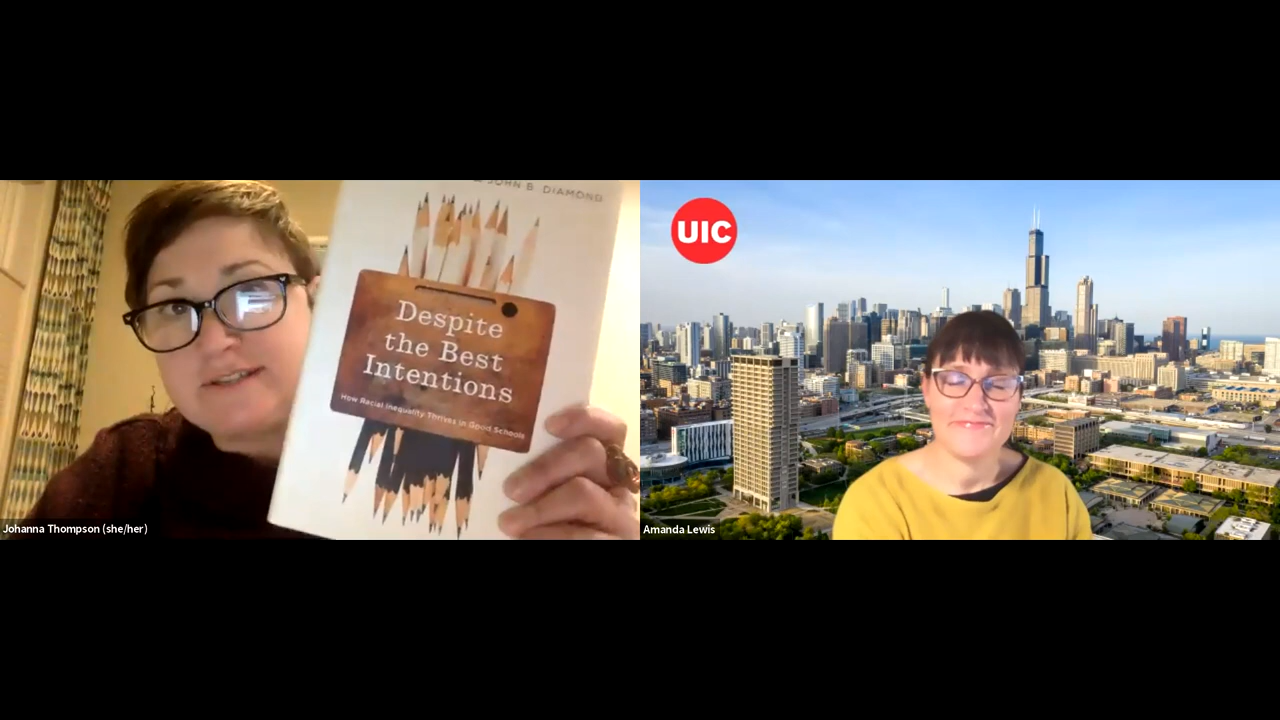 JOHN B. DIAMOND
Despite
the Best
Intentions
How Racial Inequality Thrives in Good Schools
Johanna Thompson (she/her)
UIC
Amanda Lewis